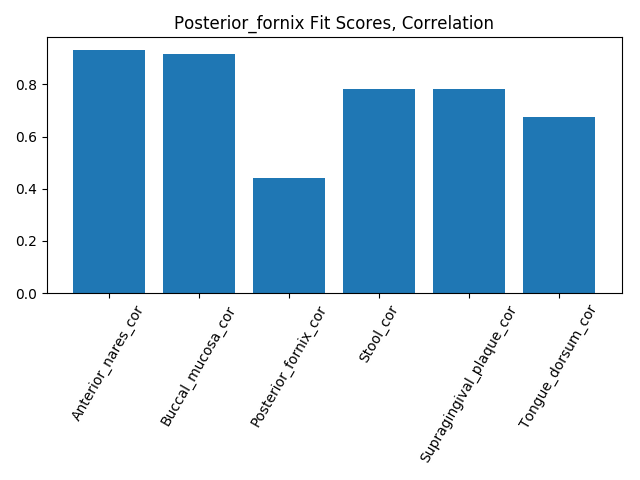 Posterior_fornix Fit Scores, Correlation
0.8
0.6
0.4
0.2
0.0
Anterior_nares_cor
Buccal_mucosa_cor
Posterior_fornix_cor
Stool_cor
Supragingival_plaque_cor
Tongue_dorsum_cor